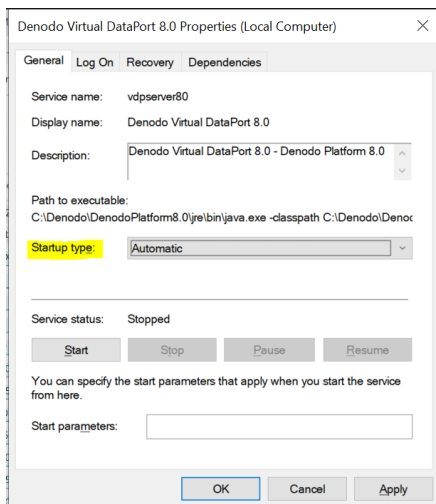 Denodo Virtual DataPort 8.0 Properties (Local Computer)
General Log On Recovery Dependencies
Service name: vdpserver80
Display name: Denodo Virtual DataPort 8.0
Description: Denodo Virtual DataPort 8.0 - Denodo Platform 8.0
Path to executable:
C:\Denodo\DenodoPlatform8.0\jre\bin\java.exe -classpath C:\Denodo\Denoc
Startup type: Automatic
Service status: Stopped
Start Stop Pause Resume
You can specify the start parameters that apply when you start the service
from here.
Start parameters:
OK Cancel Apply